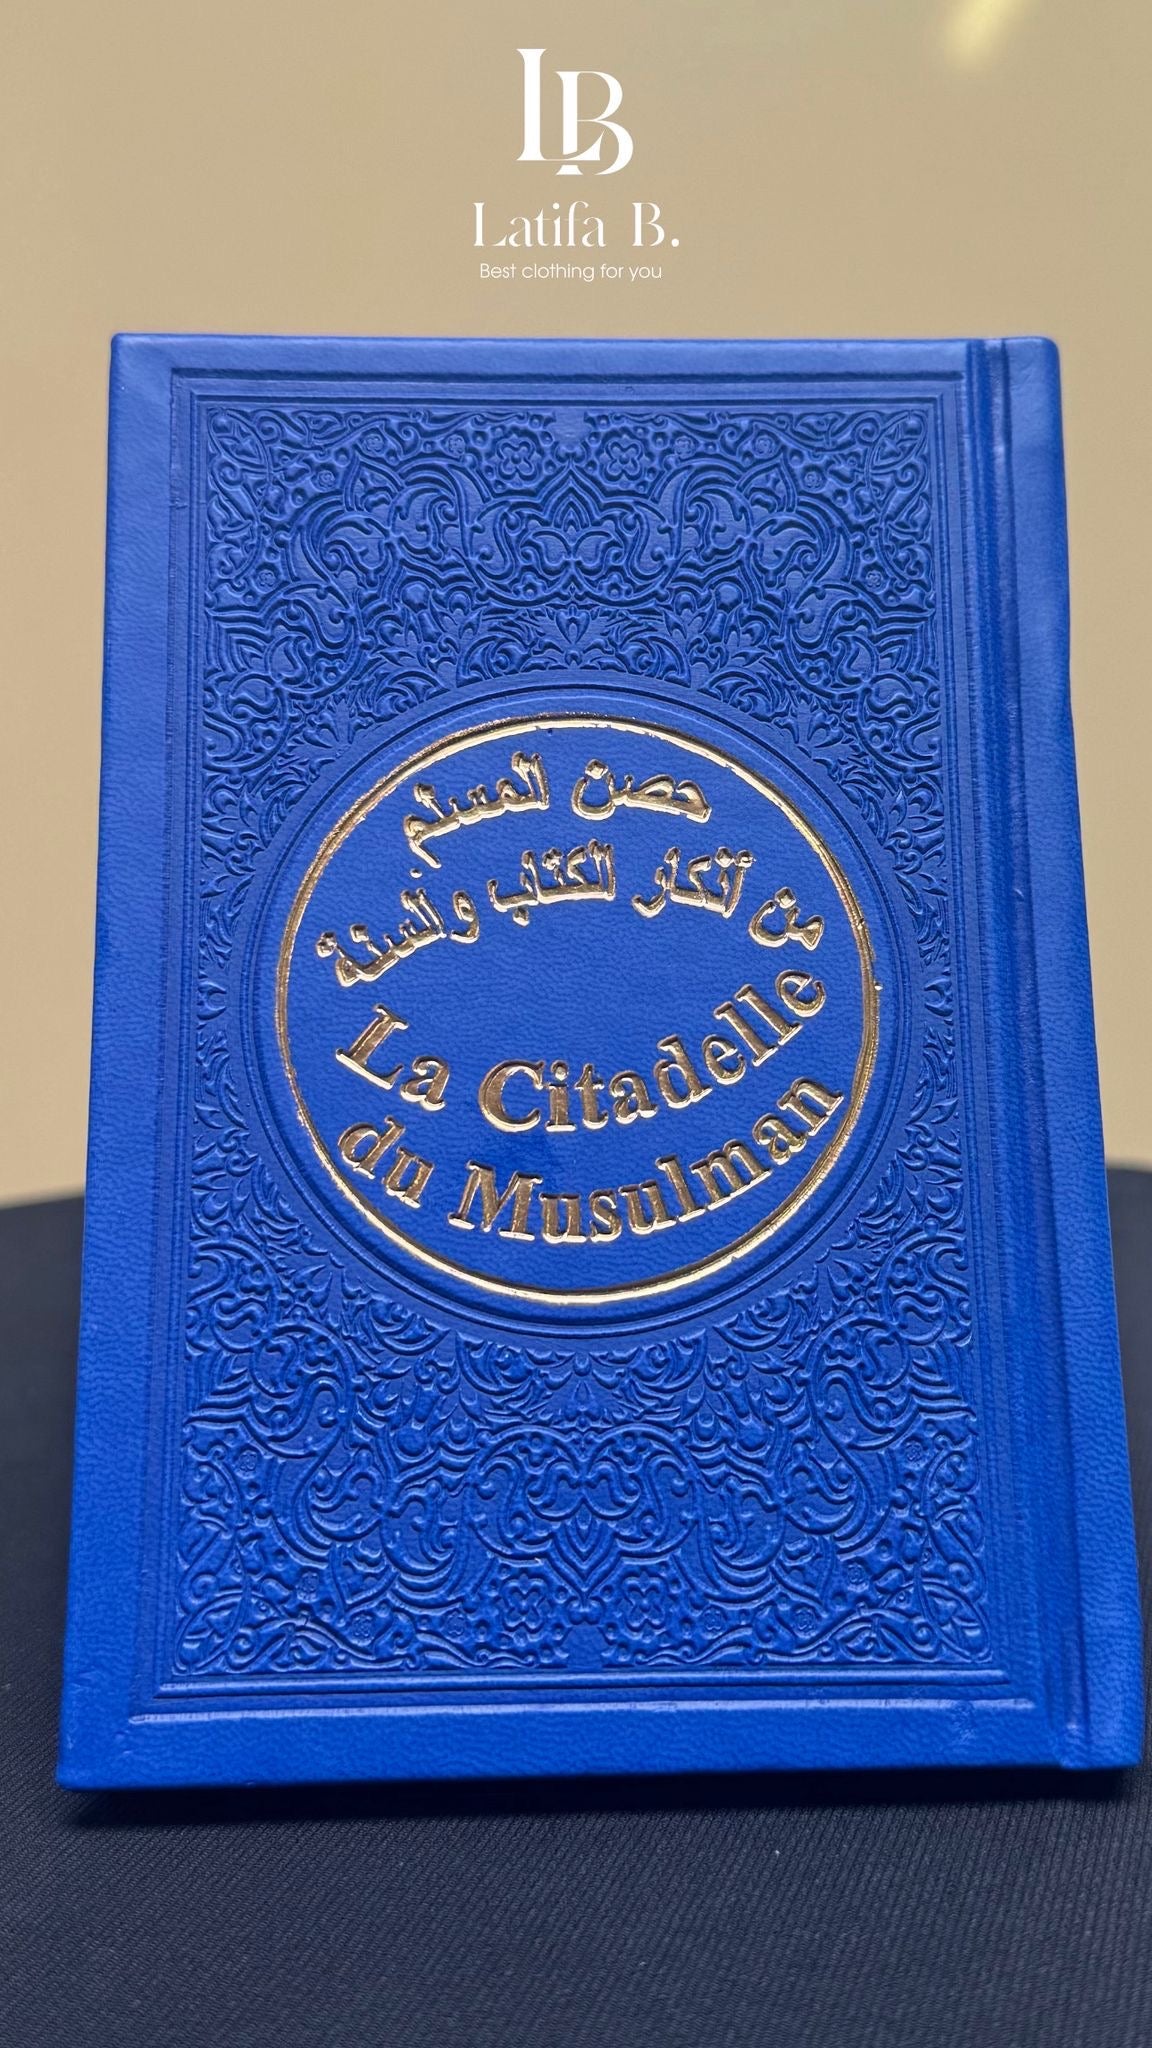 LB
Latifa B.
Best clothing for you
حصن المسلم
من أذكار الكتاب والسنة
La Citadelle
du Musulman